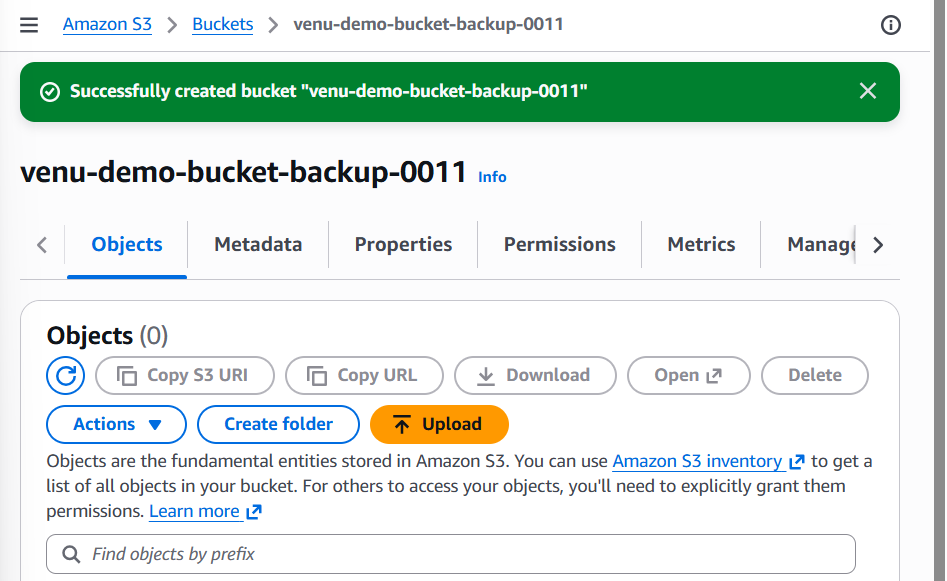 Amazon S3 > Buckets > venu-demo-bucket-backup-0011
Successfully created bucket "venu-demo-bucket-backup-0011"
venu-demo-bucket-backup-0011 Info
Objects Metadata Properties Permissions Metrics Manage
Objects (0)
Copy S3 URI Copy URL Download Open Delete
Actions Create folder Upload
Objects are the fundamental entities stored in Amazon S3. You can use Amazon S3 inventory to get a
list of all objects in your bucket. For others to access your objects, you'll need to explicitly grant them
permissions. Learn more
Find objects by prefix